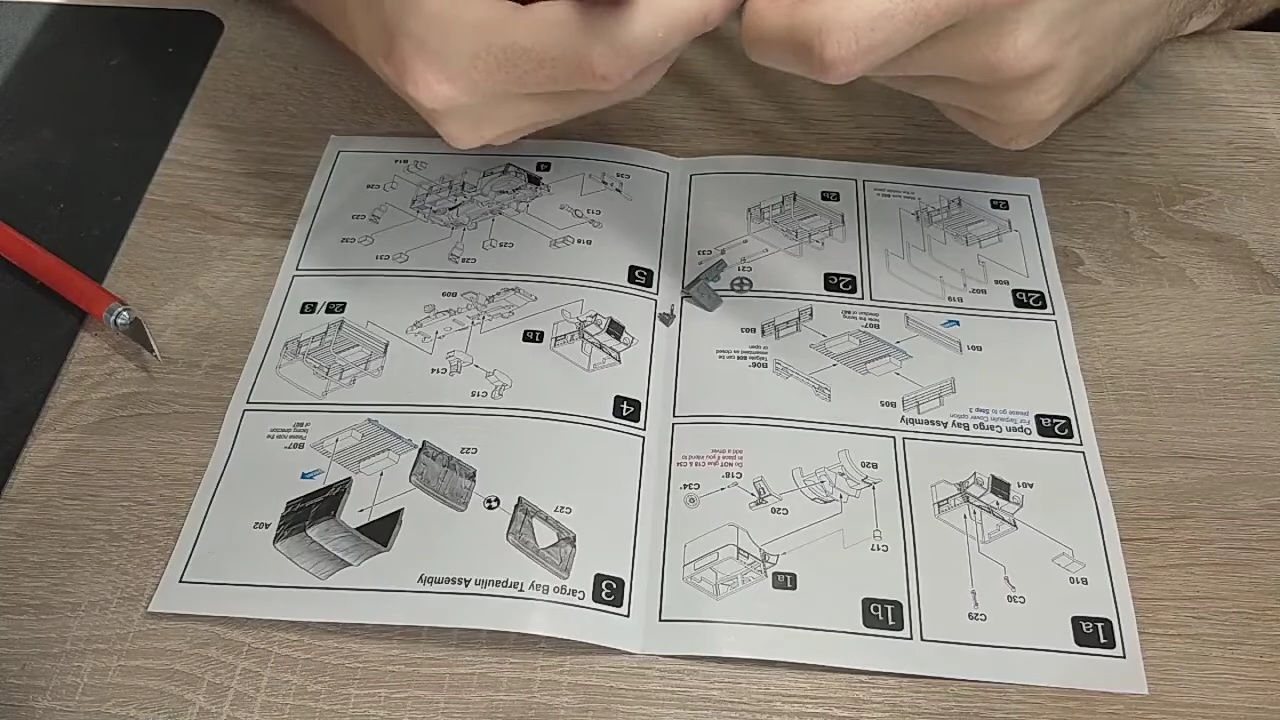 1a
C29
C30
B10
A01
1b
1a
C17
B20
C20
C18*
C34*
Do NOT glue C18 & C34
in place if you intend to
add a driver
2a
Open Cargo Bay Assembly
For Tarpaulin Cover option
please go to Step 3
B05
B01
B06*
Tailgate B06 can be
assembled as closed
or open
B03
B07*
Note the facing
direction of B07
2b
B19
B02*
B08
2a
2c
C21
C33
2b
3
Cargo Bay Tarpaulin Assembly
C27
C22
A02
B07*
Please note the
facing direction
of B07
4
C15
C14
1b
B09
2c / 3
5
B18
C25
C28
C31
C32
C23
C26
B14
4
C35
C13